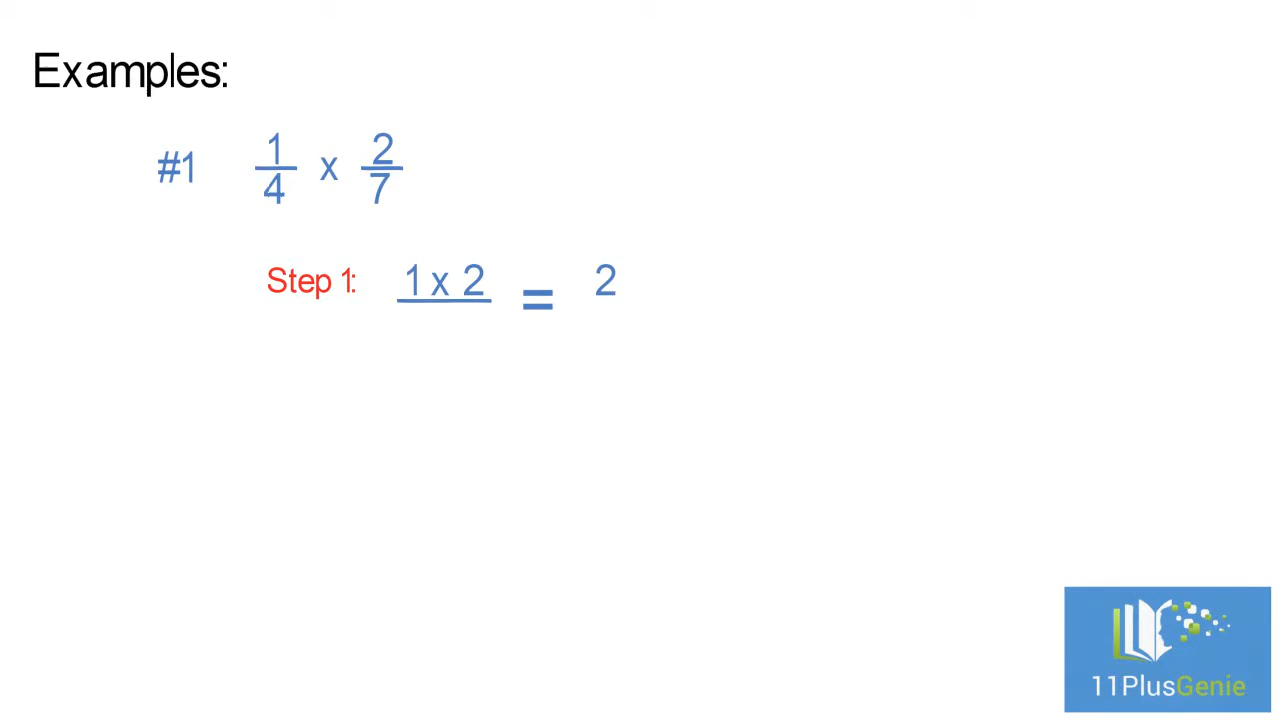 Examples:
#1 1/4 x 2/7
Step 1: 1 x 2 = 2
11PlusGenie